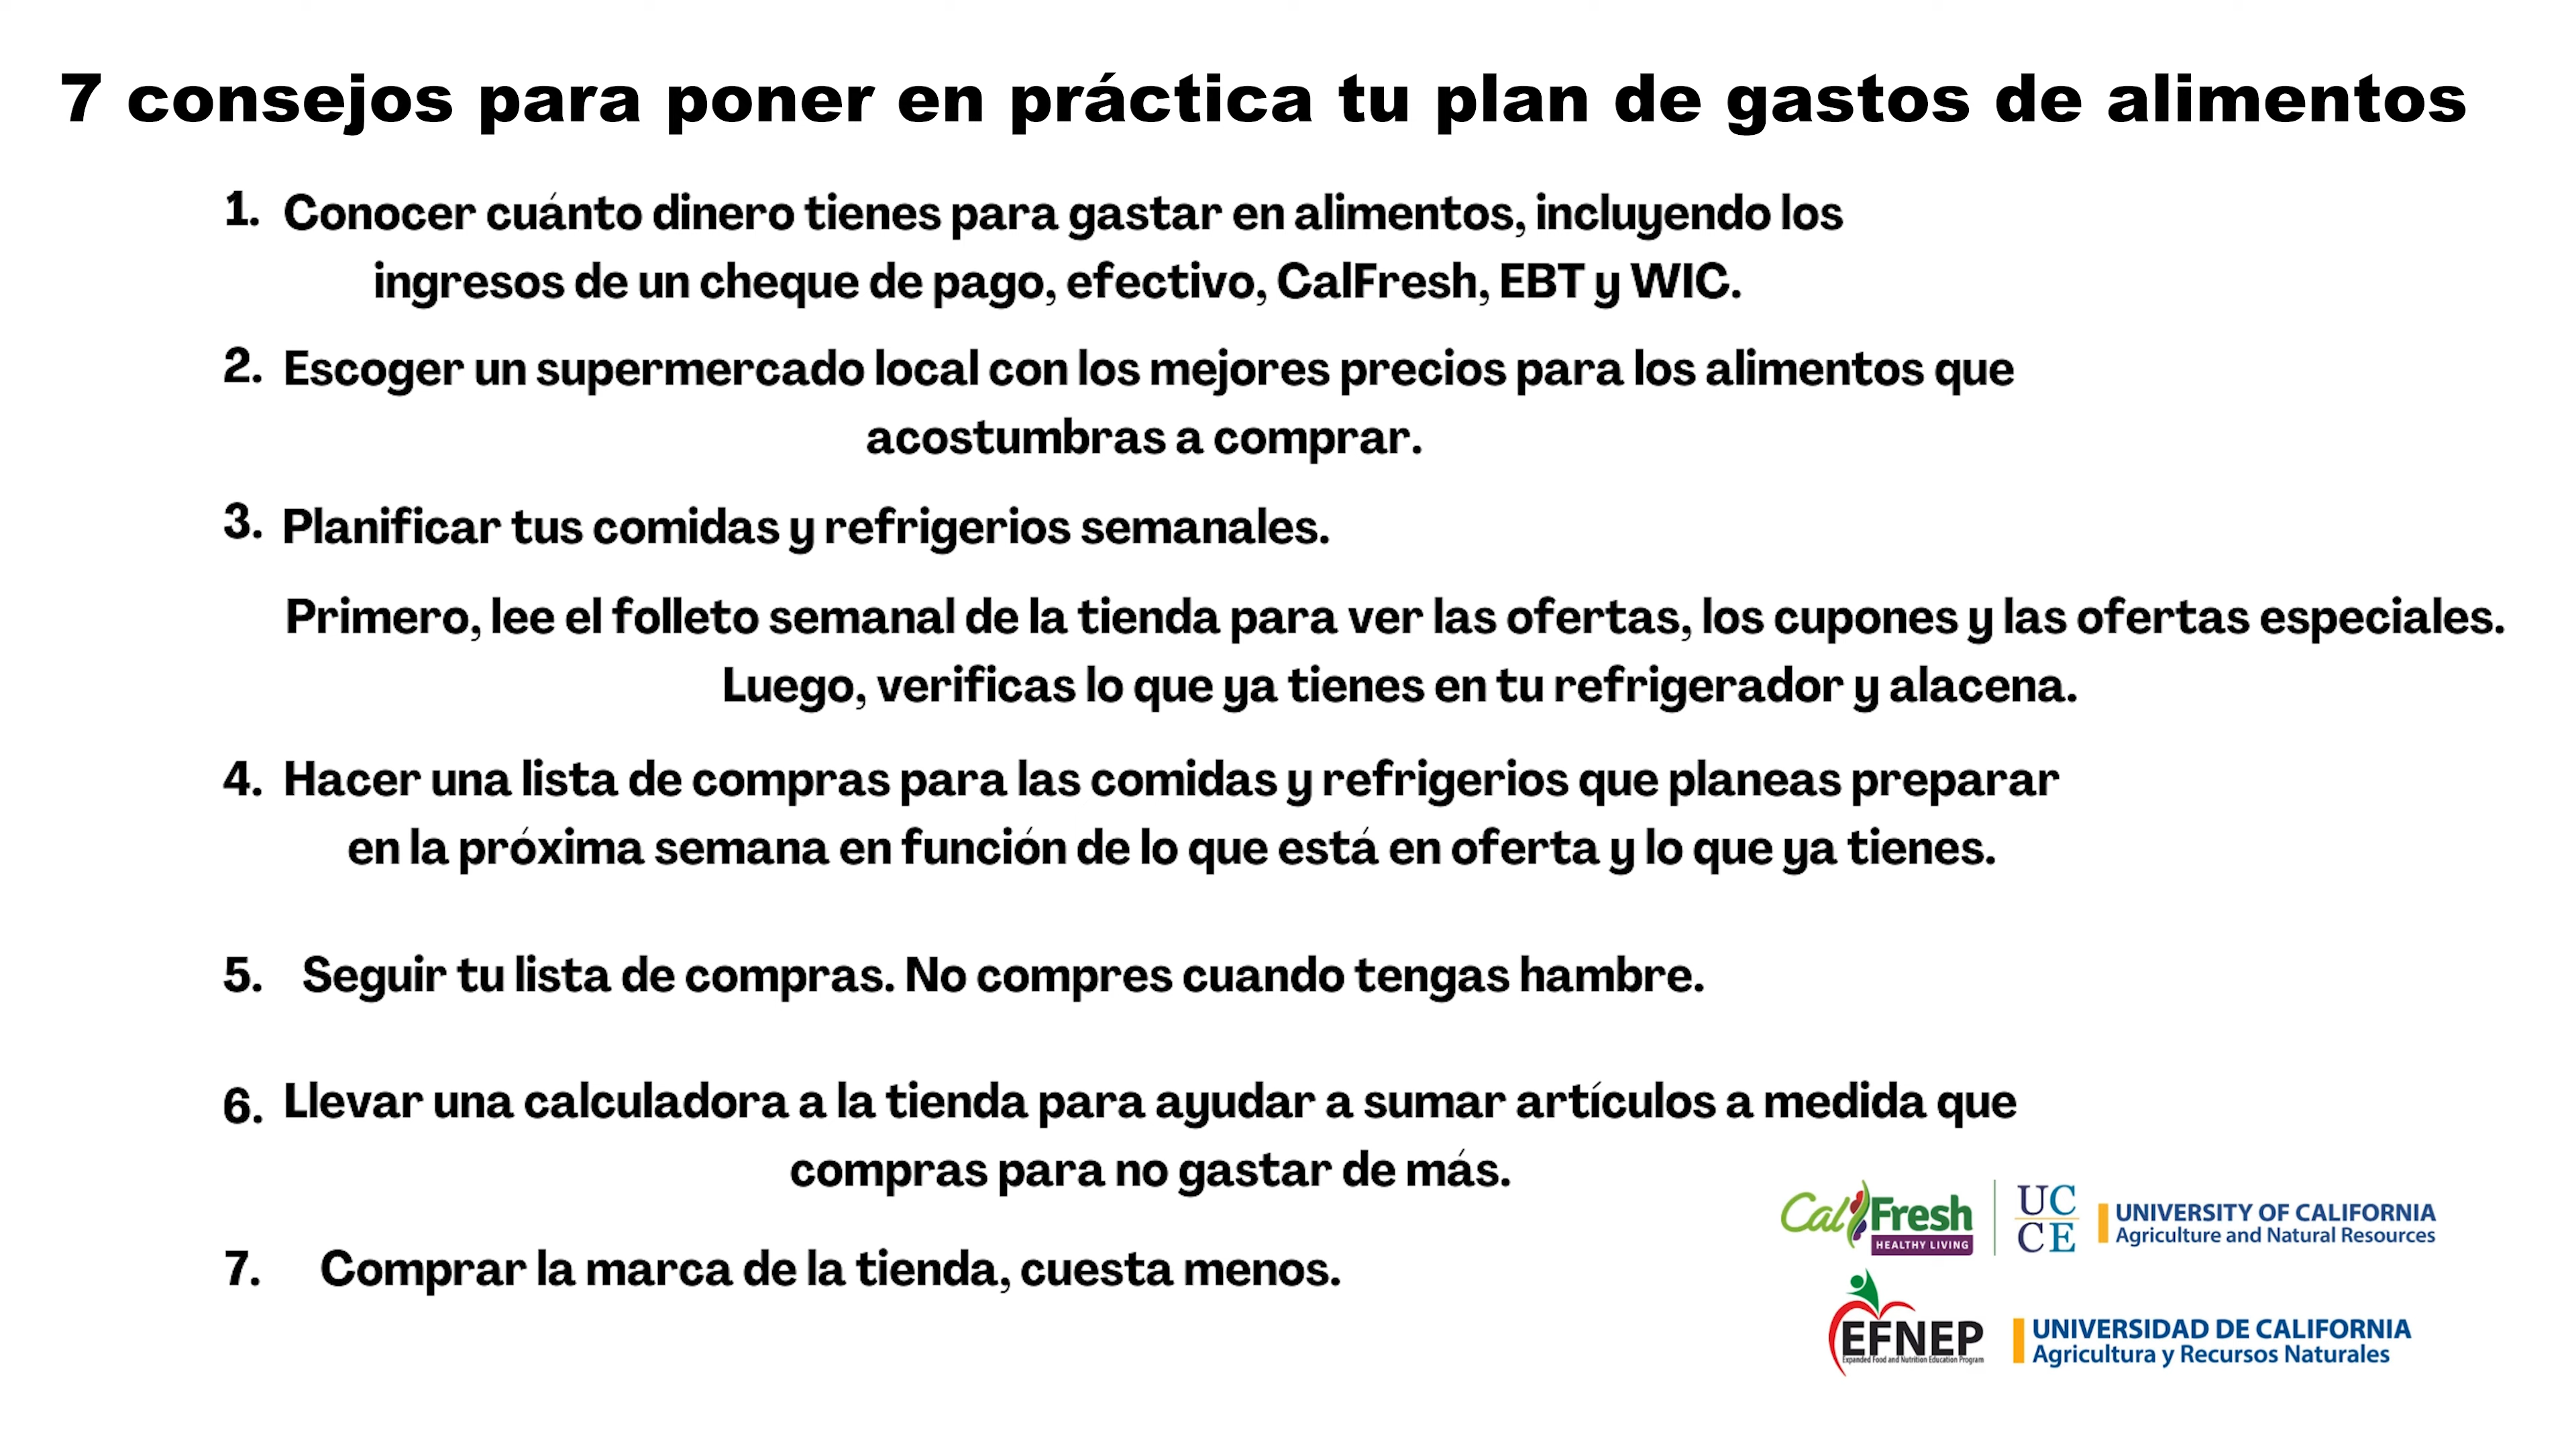 7 consejos para poner en práctica tu plan de gastos de alimentos
1. Conocer cuánto dinero tienes para gastar en alimentos, incluyendo los
ingresos de un cheque de pago, efectivo, CalFresh, EBT y WIC.
2. Escoger un supermercado local con los mejores precios para los alimentos que
acostumbras a comprar.
3. Planificar tus comidas y refrigerios semanales.
Primero, lee el folleto semanal de la tienda para ver las ofertas, los cupones y las ofertas especiales.
Luego, verificas lo que ya tienes en tu refrigerador y alacena.
4. Hacer una lista de compras para las comidas y refrigerios que planeas preparar
en la próxima semana en función de lo que está en oferta y lo que ya tienes.
5. Seguir tu lista de compras. No compres cuando tengas hambre.
6. Llevar una calculadora a la tienda para ayudar a sumar artículos a medida que
compras para no gastar de más.
7. Comprar la marca de la tienda, cuesta menos.
CalFresh
HEALTHY LIVING
UC
CE
UNIVERSITY OF CALIFORNIA
Agriculture and Natural Resources
EFNEP
Expanded Food and Nutrition Education Program
UNIVERSIDAD DE CALIFORNIA
Agricultura y Recursos Naturales